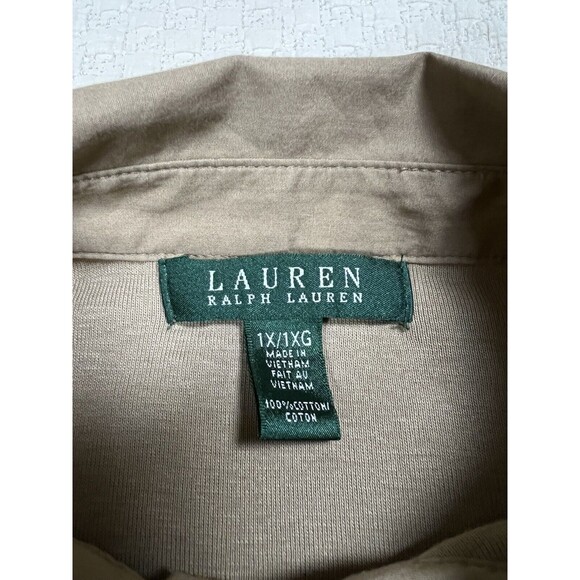 LAUREN
RALPH LAUREN
1X/1XG
MADE IN
VIETNAM
FAIT AU
VIETNAM
100%COTTON/
COTON